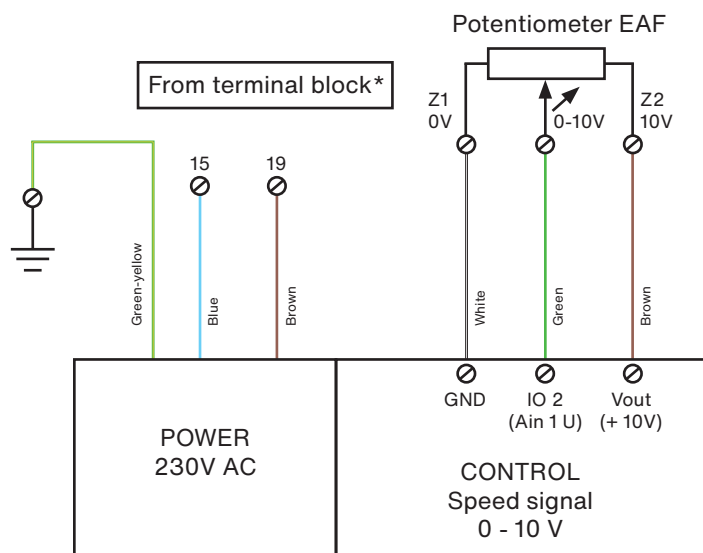 Potentiometer EAF
From terminal block*
Z1
0V
0-10V
Z2
10V
15
19
Green-yellow
Blue
Brown
White
Green
Brown
GND
IO 2
(Ain 1 U)
Vout
(+ 10V)
POWER
230V AC
CONTROL
Speed signal
0 - 10 V